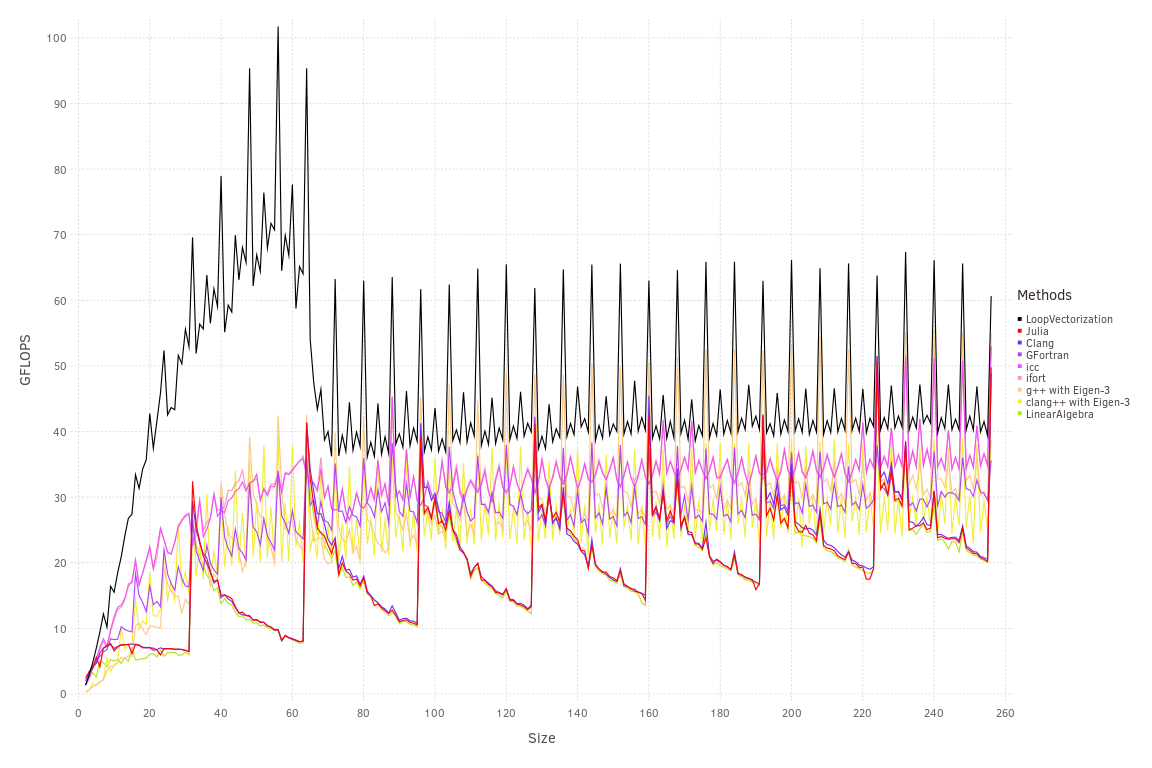 100
90
80
70
60
50
40
30
20
10
0
GFLOPS
0 20 40 60 80 100 120 140 160 180 200 220 240 260
Size
Methods
LoopVectorization
Julia
Clang
GFortran
icc
ifort
g++ with Eigen-3
clang++ with Eigen-3
LinearAlgebra